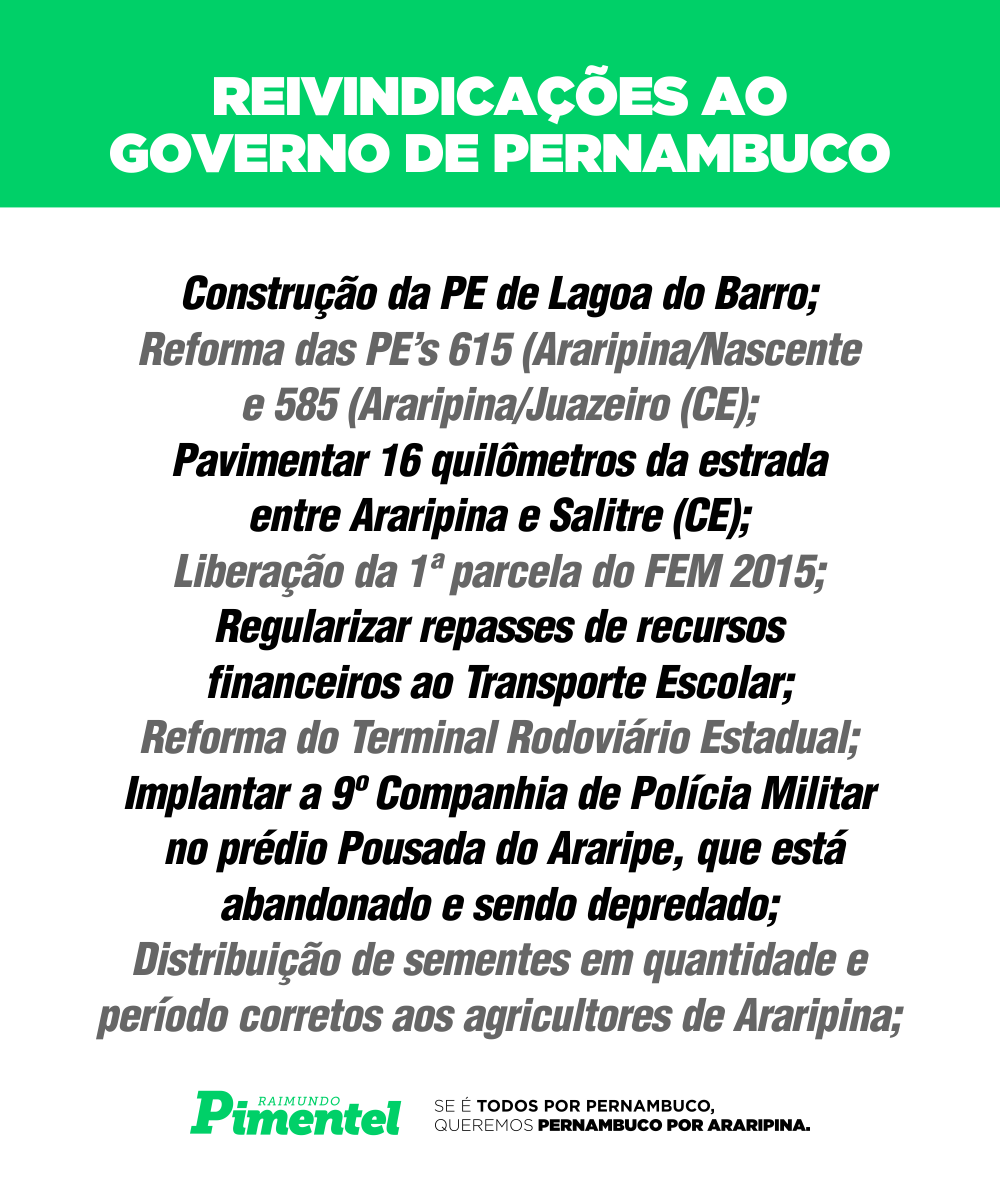 REIVINDICAÇÕES AO
GOVERNO DE PERNAMBUCO
Construção da PE de Lagoa do Barro;
Reforma das PE’s 615 (Araripina/Nascente
e 585 (Araripina/Juazeiro (CE);
Pavimentar 16 quilômetros da estrada
entre Araripina e Salitre (CE);
Liberação da 1ª parcela do FEM 2015;
Regularizar repasses de recursos
financeiros ao Transporte Escolar;
Reforma do Terminal Rodoviário Estadual;
Implantar a 9º Companhia de Polícia Militar
no prédio Pousada do Araripe, que está
abandonado e sendo depredado;
Distribuição de sementes em quantidade e
período corretos aos agricultores de Araripina;
RAIMUNDO
Pimentel
SE É TODOS POR PERNAMBUCO,
QUEREMOS PERNAMBUCO POR ARARIPINA.